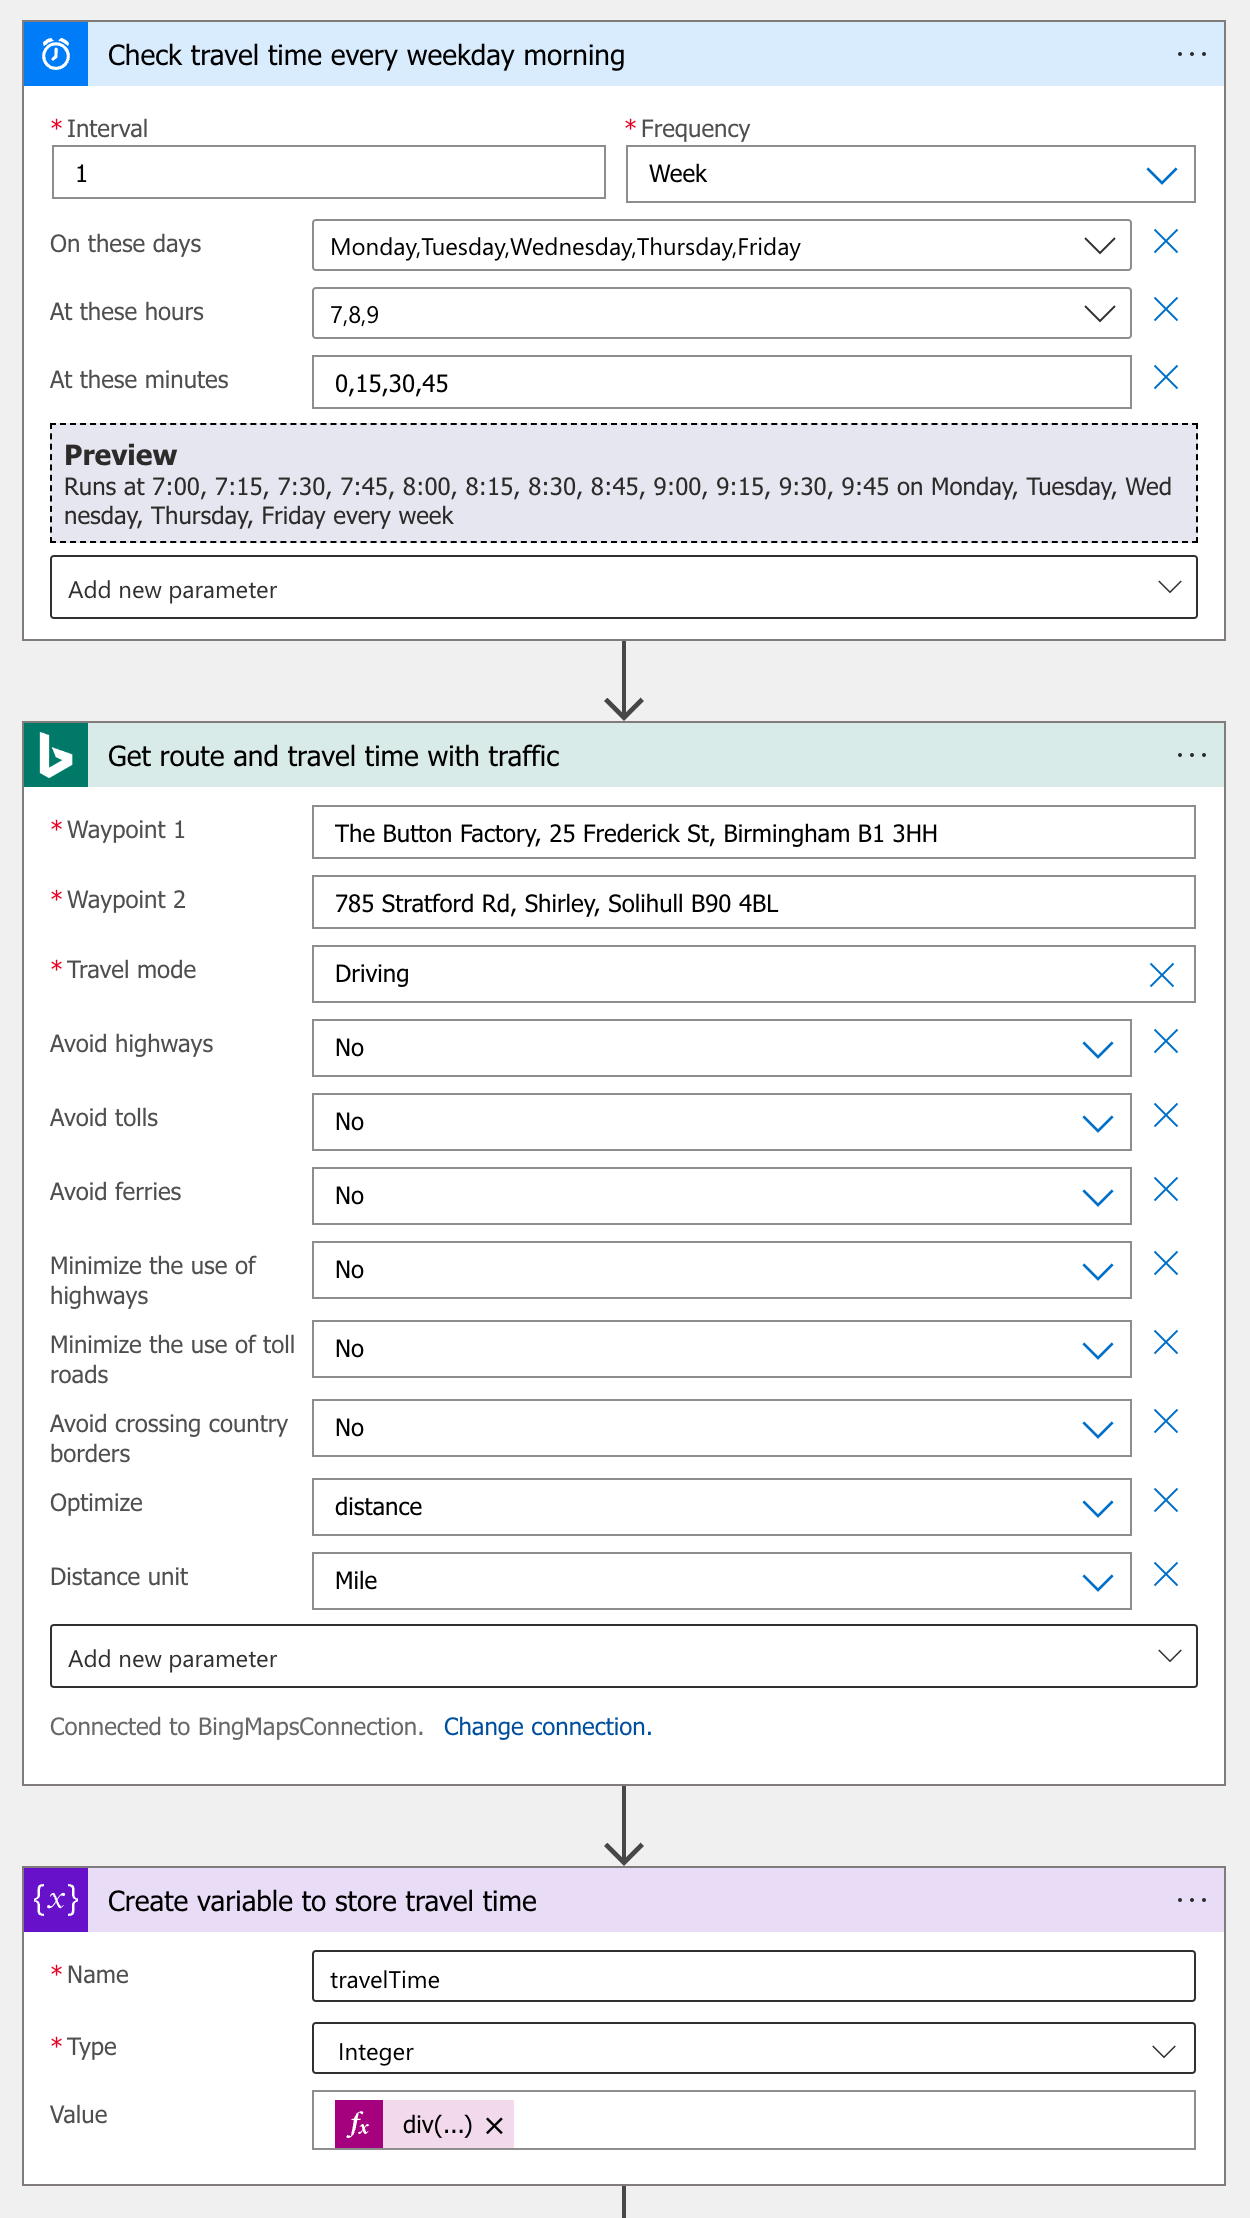 Check travel time every weekday morning
* Interval
* Frequency
1
Week
On these days
Monday,Tuesday,Wednesday,Thursday,Friday
At these hours
7,8,9
At these minutes
0,15,30,45
Preview
Runs at 7:00, 7:15, 7:30, 7:45, 8:00, 8:15, 8:30, 8:45, 9:00, 9:15, 9:30, 9:45 on Monday, Tuesday, Wed
nesday, Thursday, Friday every week
Add new parameter
Get route and travel time with traffic
* Waypoint 1
The Button Factory, 25 Frederick St, Birmingham B1 3HH
* Waypoint 2
785 Stratford Rd, Shirley, Solihull B90 4BL
* Travel mode
Driving
Avoid highways
No
Avoid tolls
No
Avoid ferries
No
Minimize the use of
highways
No
Minimize the use of toll
roads
No
Avoid crossing country
borders
No
Optimize
distance
Distance unit
Mile
Add new parameter
Connected to BingMapsConnection. Change connection.
{x} Create variable to store travel time
* Name
travelTime
* Type
Integer
Value
fx div(...)